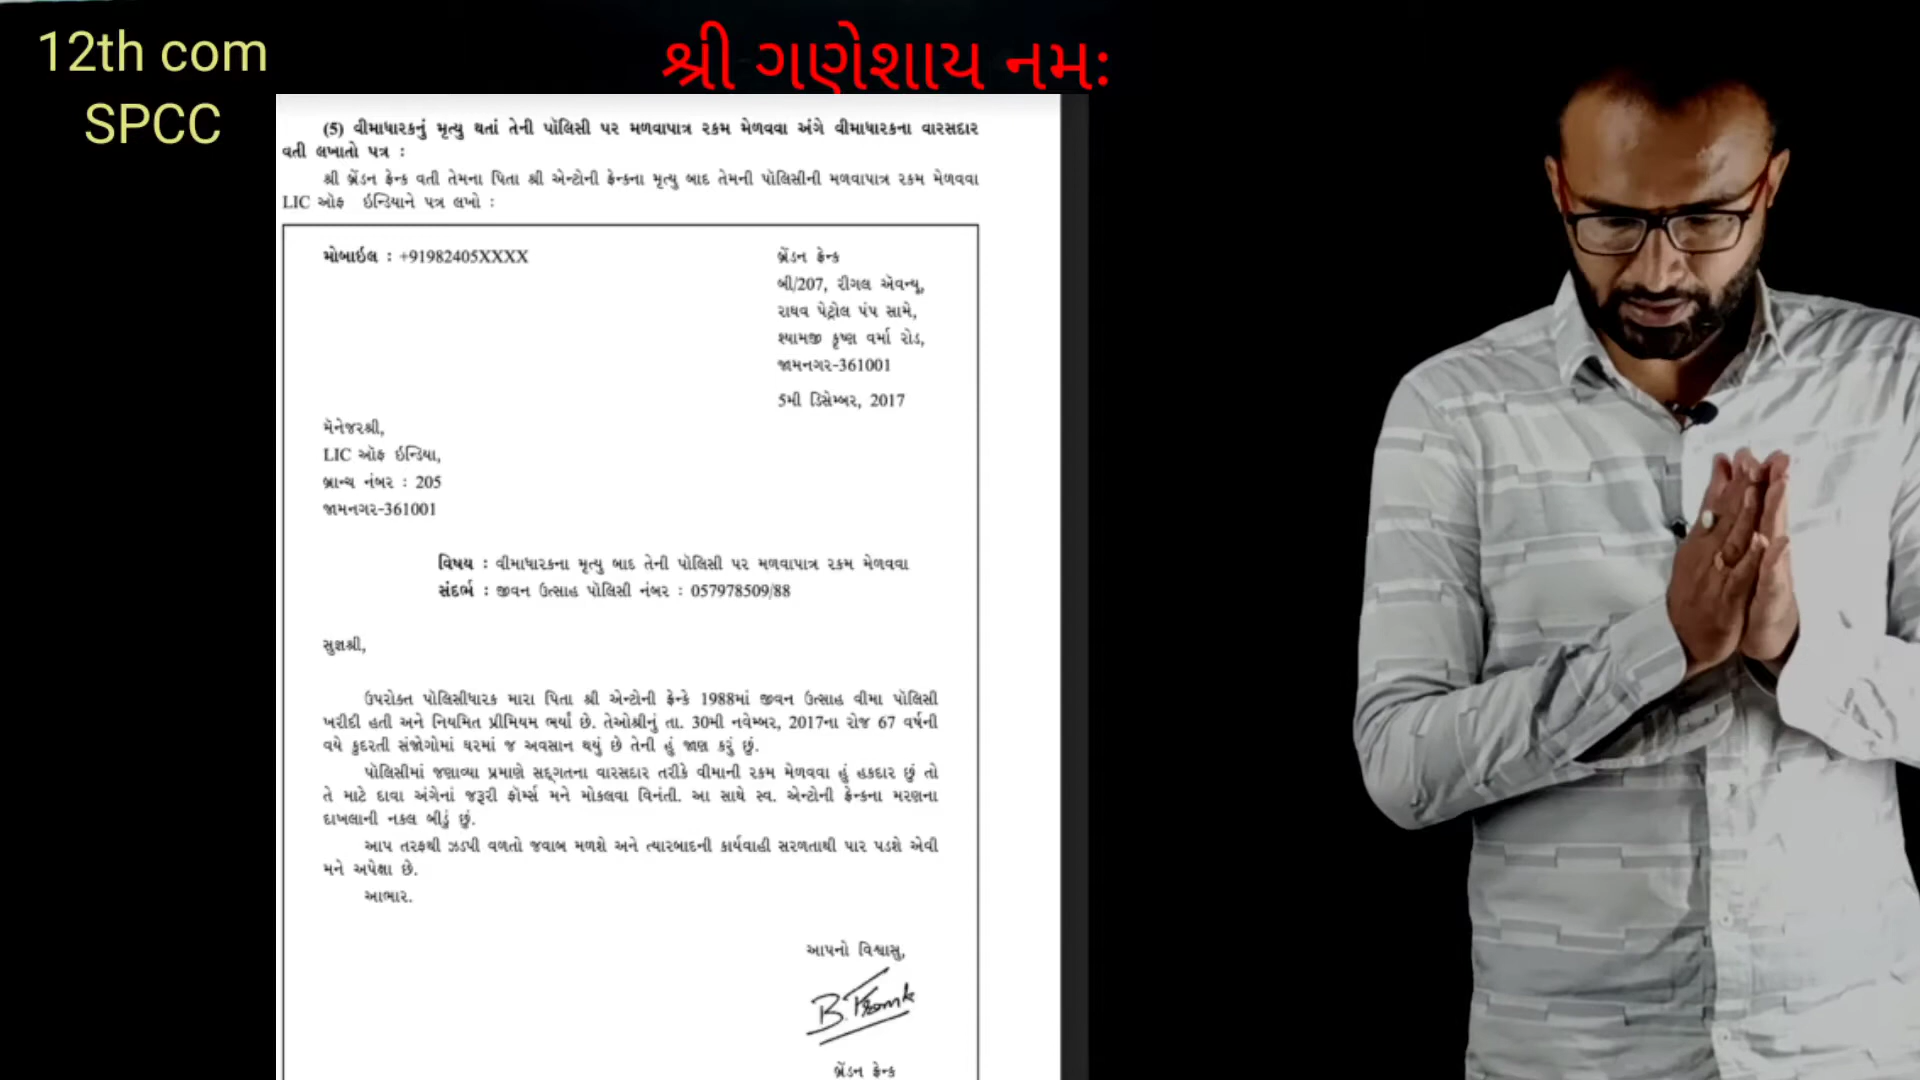 12th com
SPCC
શ્રી ગણેશાય નમઃ
(5) વીમાધારકનું મૃત્યુ થતાં તેની પૉલિસી પર મળવાપાત્ર રકમ મેળવવા અંગે વીમાધારકના વારસદાર
વતી લખાતો પત્ર :
શ્રી બ્રેંડન ફ્રેન્ક વતી તેમના પિતા શ્રી એન્ટોની ફ્રેન્કના મૃત્યુ બાદ તેમની પૉલિસીની મળવાપાત્ર રકમ મેળવવા
LIC ઑફ ઇન્ડિયાને પત્ર લખો :
મોબાઇલ : +91982405XXXX
બ્રેંડન ફ્રેન્ક
બી/207, રીગલ ઍવન્યૂ,
રાધવ પેટ્રોલ પંપ સામે,
શ્યામજી કૃષ્ણ વર્મા રોડ,
જામનગર-361001
5મી ડિસેમ્બર, 2017
મૅનેજરશ્રી,
LIC ઑફ ઇન્ડિયા,
બ્રાન્ચ નંબર : 205
જામનગર-361001
વિષય : વીમાધારકના મૃત્યુ બાદ તેની પૉલિસી પર મળવાપાત્ર રકમ મેળવવા
સંદર્ભ : જીવન ઉત્સાહ પૉલિસી નંબર : 057978509/88
સુજ્ઞશ્રી,
ઉપરોક્ત પૉલિસીધારક મારા પિતા શ્રી એન્ટોની ફ્રેન્કે 1988માં જીવન ઉત્સાહ વીમા પૉલિસી
ખરીદી હતી અને નિયમિત પ્રીમિયમ ભર્યાં છે. તેઓશ્રીનું તા. 30મી નવેમ્બર, 2017ના રોજ 67 વર્ષની
વયે કુદરતી સંજોગોમાં ઘરમાં જ અવસાન થયું છે તેની હું જાણ કરું છું.
પૉલિસીમાં જણાવ્યા પ્રમાણે સદ્ગતના વારસદાર તરીકે વીમાની રકમ મેળવવા હું હકદાર છું તો
તે માટે દાવા અંગેનાં જરૂરી ફૉર્મ્સ મને મોકલવા વિનંતી. આ સાથે સ્વ. એન્ટોની ફ્રેન્કના મરણના
દાખલાની નકલ બીડું છું.
આપ તરફથી ઝડપી વળતો જવાબ મળશે અને ત્યારબાદની કાર્યવાહી સરળતાથી પાર પડશે એવી
મને અપેક્ષા છે.
આભાર.
આપનો વિશ્વાસુ,
બ્રેંડન ફ્રેન્ક